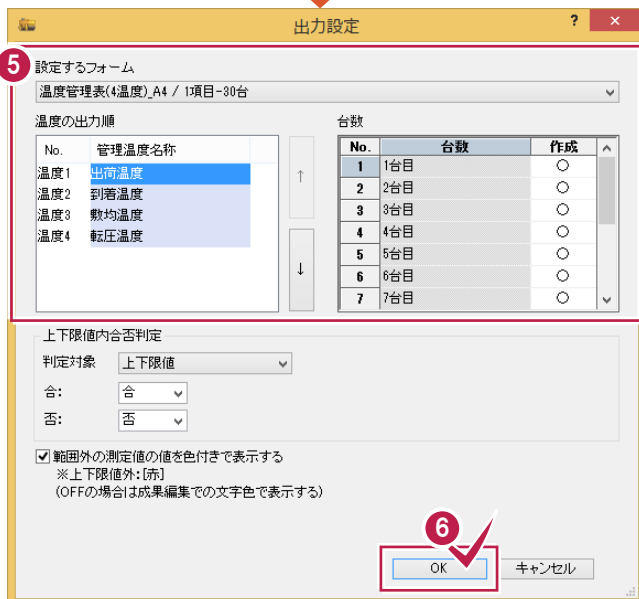 出力設定
?
×
5
設定するフォーム
温度管理表(4温度)_A4 / 1項目-30台
温度の出力順
No. 管理温度名称
温度1 出荷温度
温度2 到着温度
温度3 敷均温度
温度4 転圧温度
↑
↓
台数
No. 台数 作成
1 1台目 ○
2 2台目 ○
3 3台目 ○
4 4台目 ○
5 5台目 ○
6 6台目 ○
7 7台目 ○
上下限値内合否判定
判定対象 上下限値
合: 合
否: 否
範囲外の測定値の値を色付きで表示する
※上下限値外:[赤]
(OFFの場合は成果編集での文字色で表示する)
6
OK キャンセル